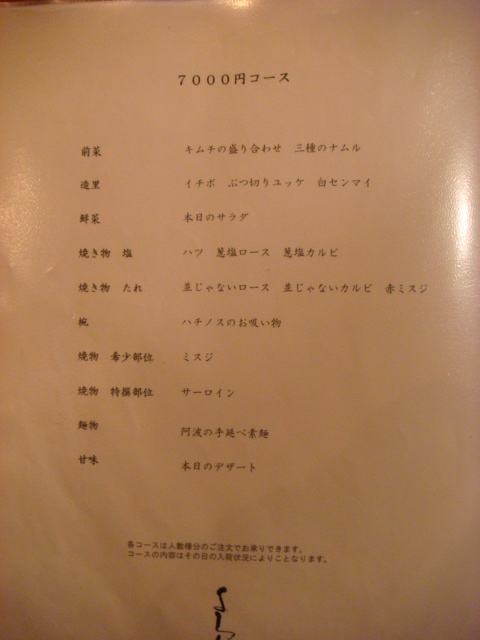 7000円コース
前菜 キムチの盛り合わせ 三種のナムル
造里 イチボ ぶつ切りユッケ 白センマイ
鮮菜 本日のサラダ
焼き物 塩 ハツ 葱塩ロース 葱塩カルビ
焼き物 たれ 並じゃないロース 並じゃないカルビ 赤ミスジ
椀 ハチノスのお吸い物
焼物 希少部位 ミスジ
焼物 特撰部位 サーロイン
麺物 阿波の手延べ素麺
甘味 本日のデザート
各コースは人数様分のご注文でお承りできます。
コースの内容はその日の入荷状況によりことなります。